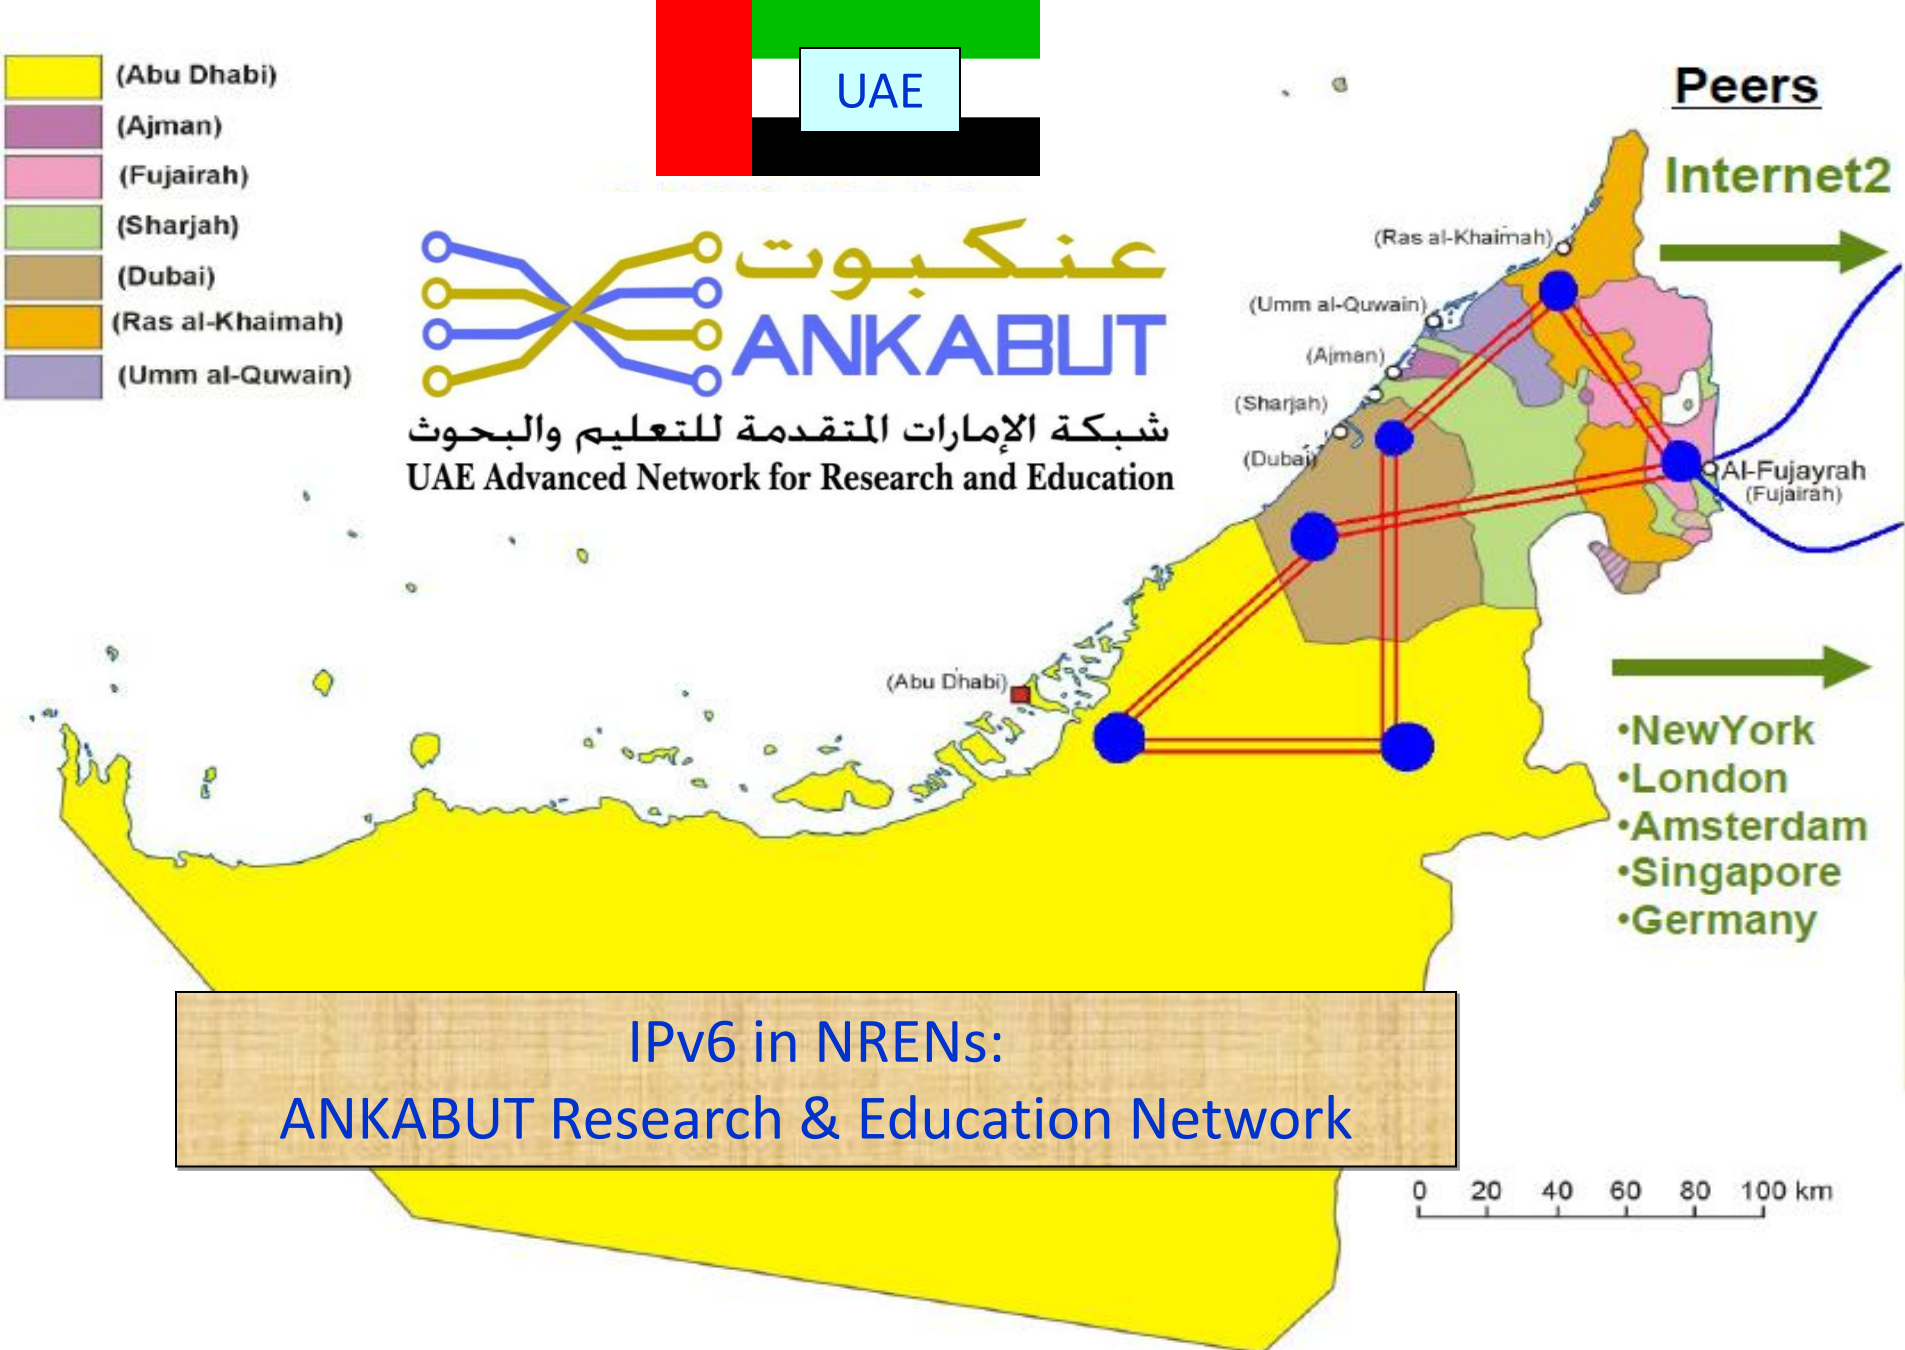 UAE
(Abu Dhabi)
(Ajman)
(Fujairah)
(Sharjah)
(Dubai)
(Ras al-Khaimah)
(Umm al-Quwain)
عنكبوت
ANKABUT
شبكة الإمارات المتقدمة للتعليم والبحوث
UAE Advanced Network for Research and Education
Peers
Internet2
(Ras al-Khaimah)
(Umm al-Quwain)
(Ajman)
(Sharjah)
(Dubai)
Al-Fujayrah
(Fujairah)
(Abu Dhabi)
•NewYork
•London
•Amsterdam
•Singapore
•Germany
IPv6 in NRENs:
ANKABUT Research & Education Network
0 20 40 60 80 100 km